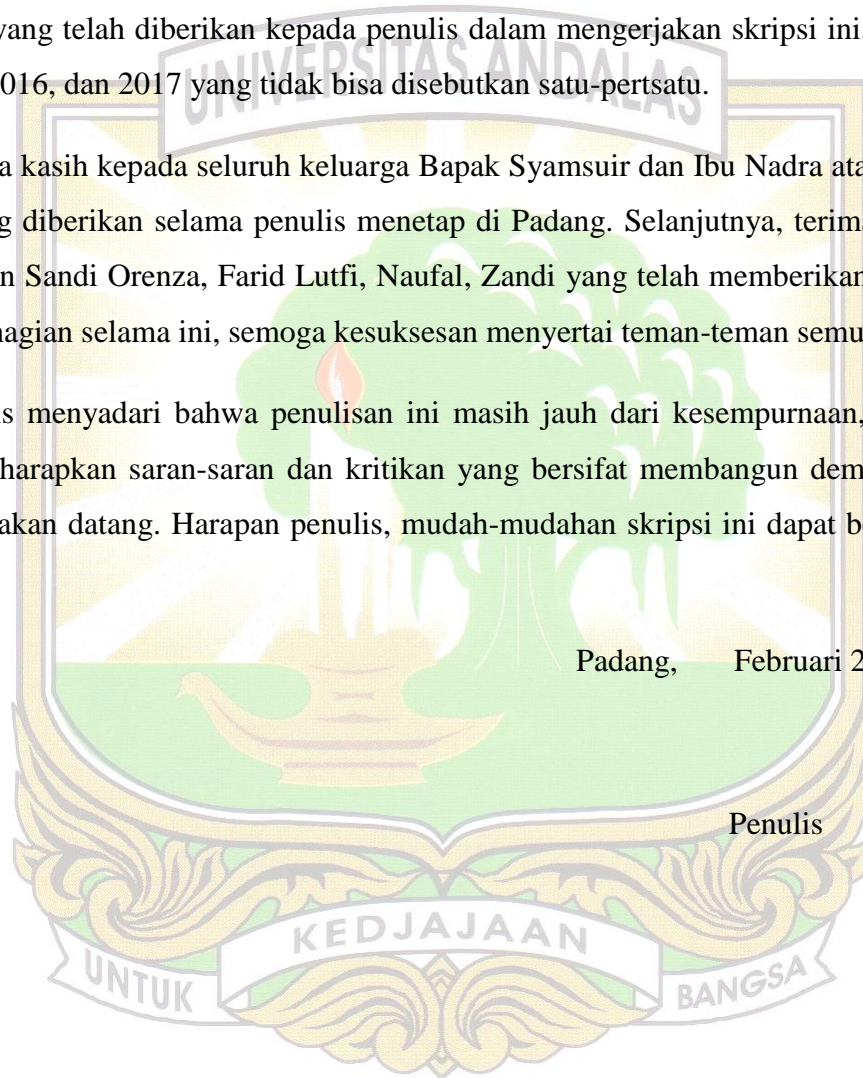 yang telah diberikan kepada penulis dalam mengerjakan skripsi ini.
016, dan 2017 yang tidak bisa disebutkan satu-pertsatu.
UNIVERSITAS ANDALAS
a kasih kepada seluruh keluarga Bapak Syamsuir dan Ibu Nadra ata
g diberikan selama penulis menetap di Padang. Selanjutnya, terima
n Sandi Orenza, Farid Lutfi, Naufal, Zandi yang telah memberikan
nagian selama ini, semoga kesuksesan menyertai teman-teman semu
is menyadari bahwa penulisan ini masih jauh dari kesempurnaan,
harapkan saran-saran dan kritikan yang bersifat membangun dem
akan datang. Harapan penulis, mudah-mudahan skripsi ini dapat b
Padang, Februari 2
Penulis
UNTUK KEDJAJAAN BANGSA